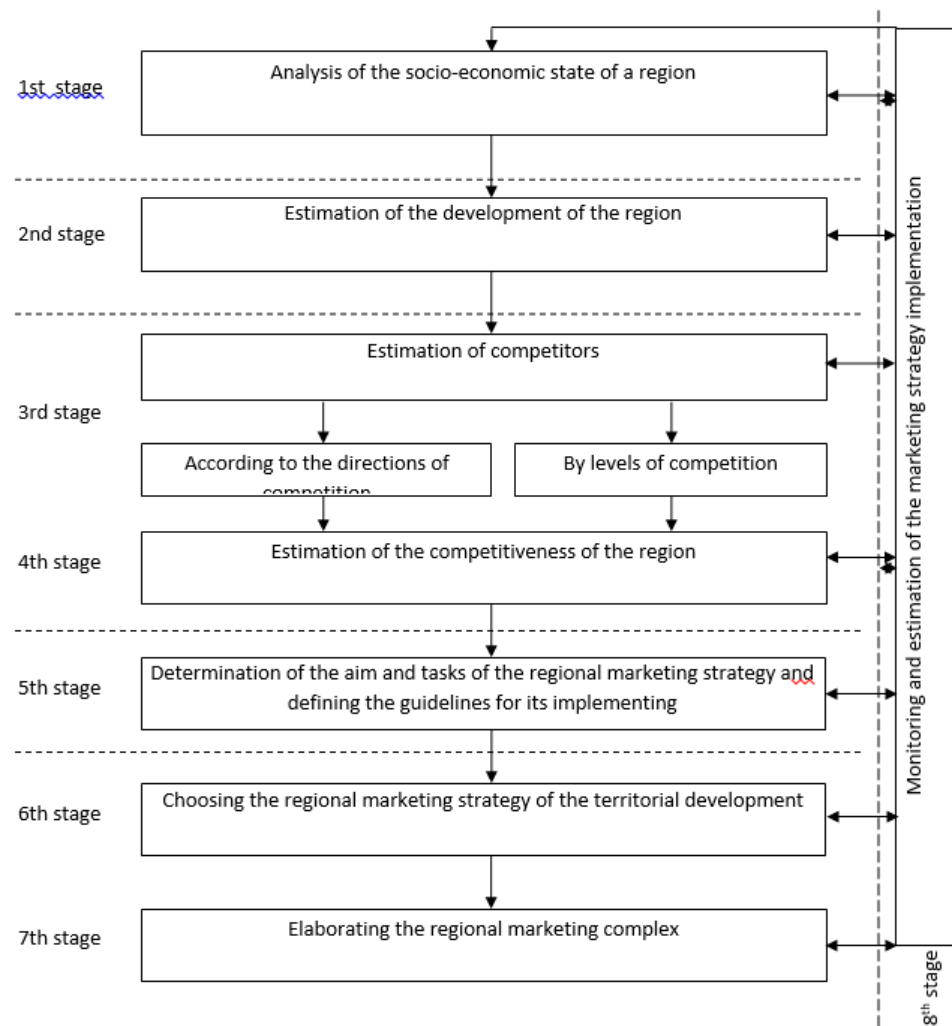 Analysis of the socio-economic state of a region
1st stage
Estimation of the development of the region
2nd stage
Estimation of competitors
3rd stage
According to the directions of
competition
By levels of competition
Estimation of the competitiveness of the region
4th stage
Determination of the aim and tasks of the regional marketing strategy and
defining the guidelines for its implementing
5th stage
Choosing the regional marketing strategy of the territorial development
6th stage
Elaborating the regional marketing complex
7th stage
Monitoring and estimation of the marketing strategy implementation
8th stage